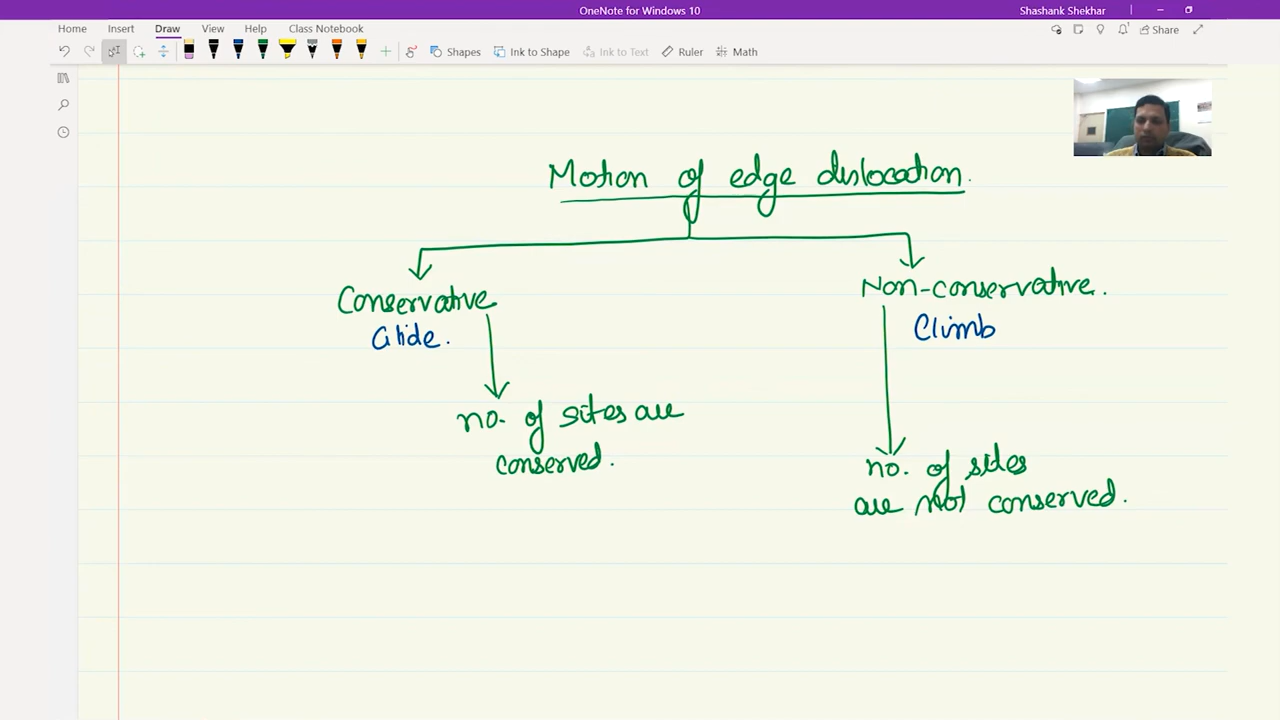 OneNote for Windows 10
Shashank Shekhar
Home Insert Draw View Help Class Notebook
Share
Shapes Ink to Shape Ink to Text Ruler Math
Motion of edge dislocation.
Conservative
Non-conservative.
Glide.
Climb
no. of sites are
conserved.
no. of sites
are not conserved.